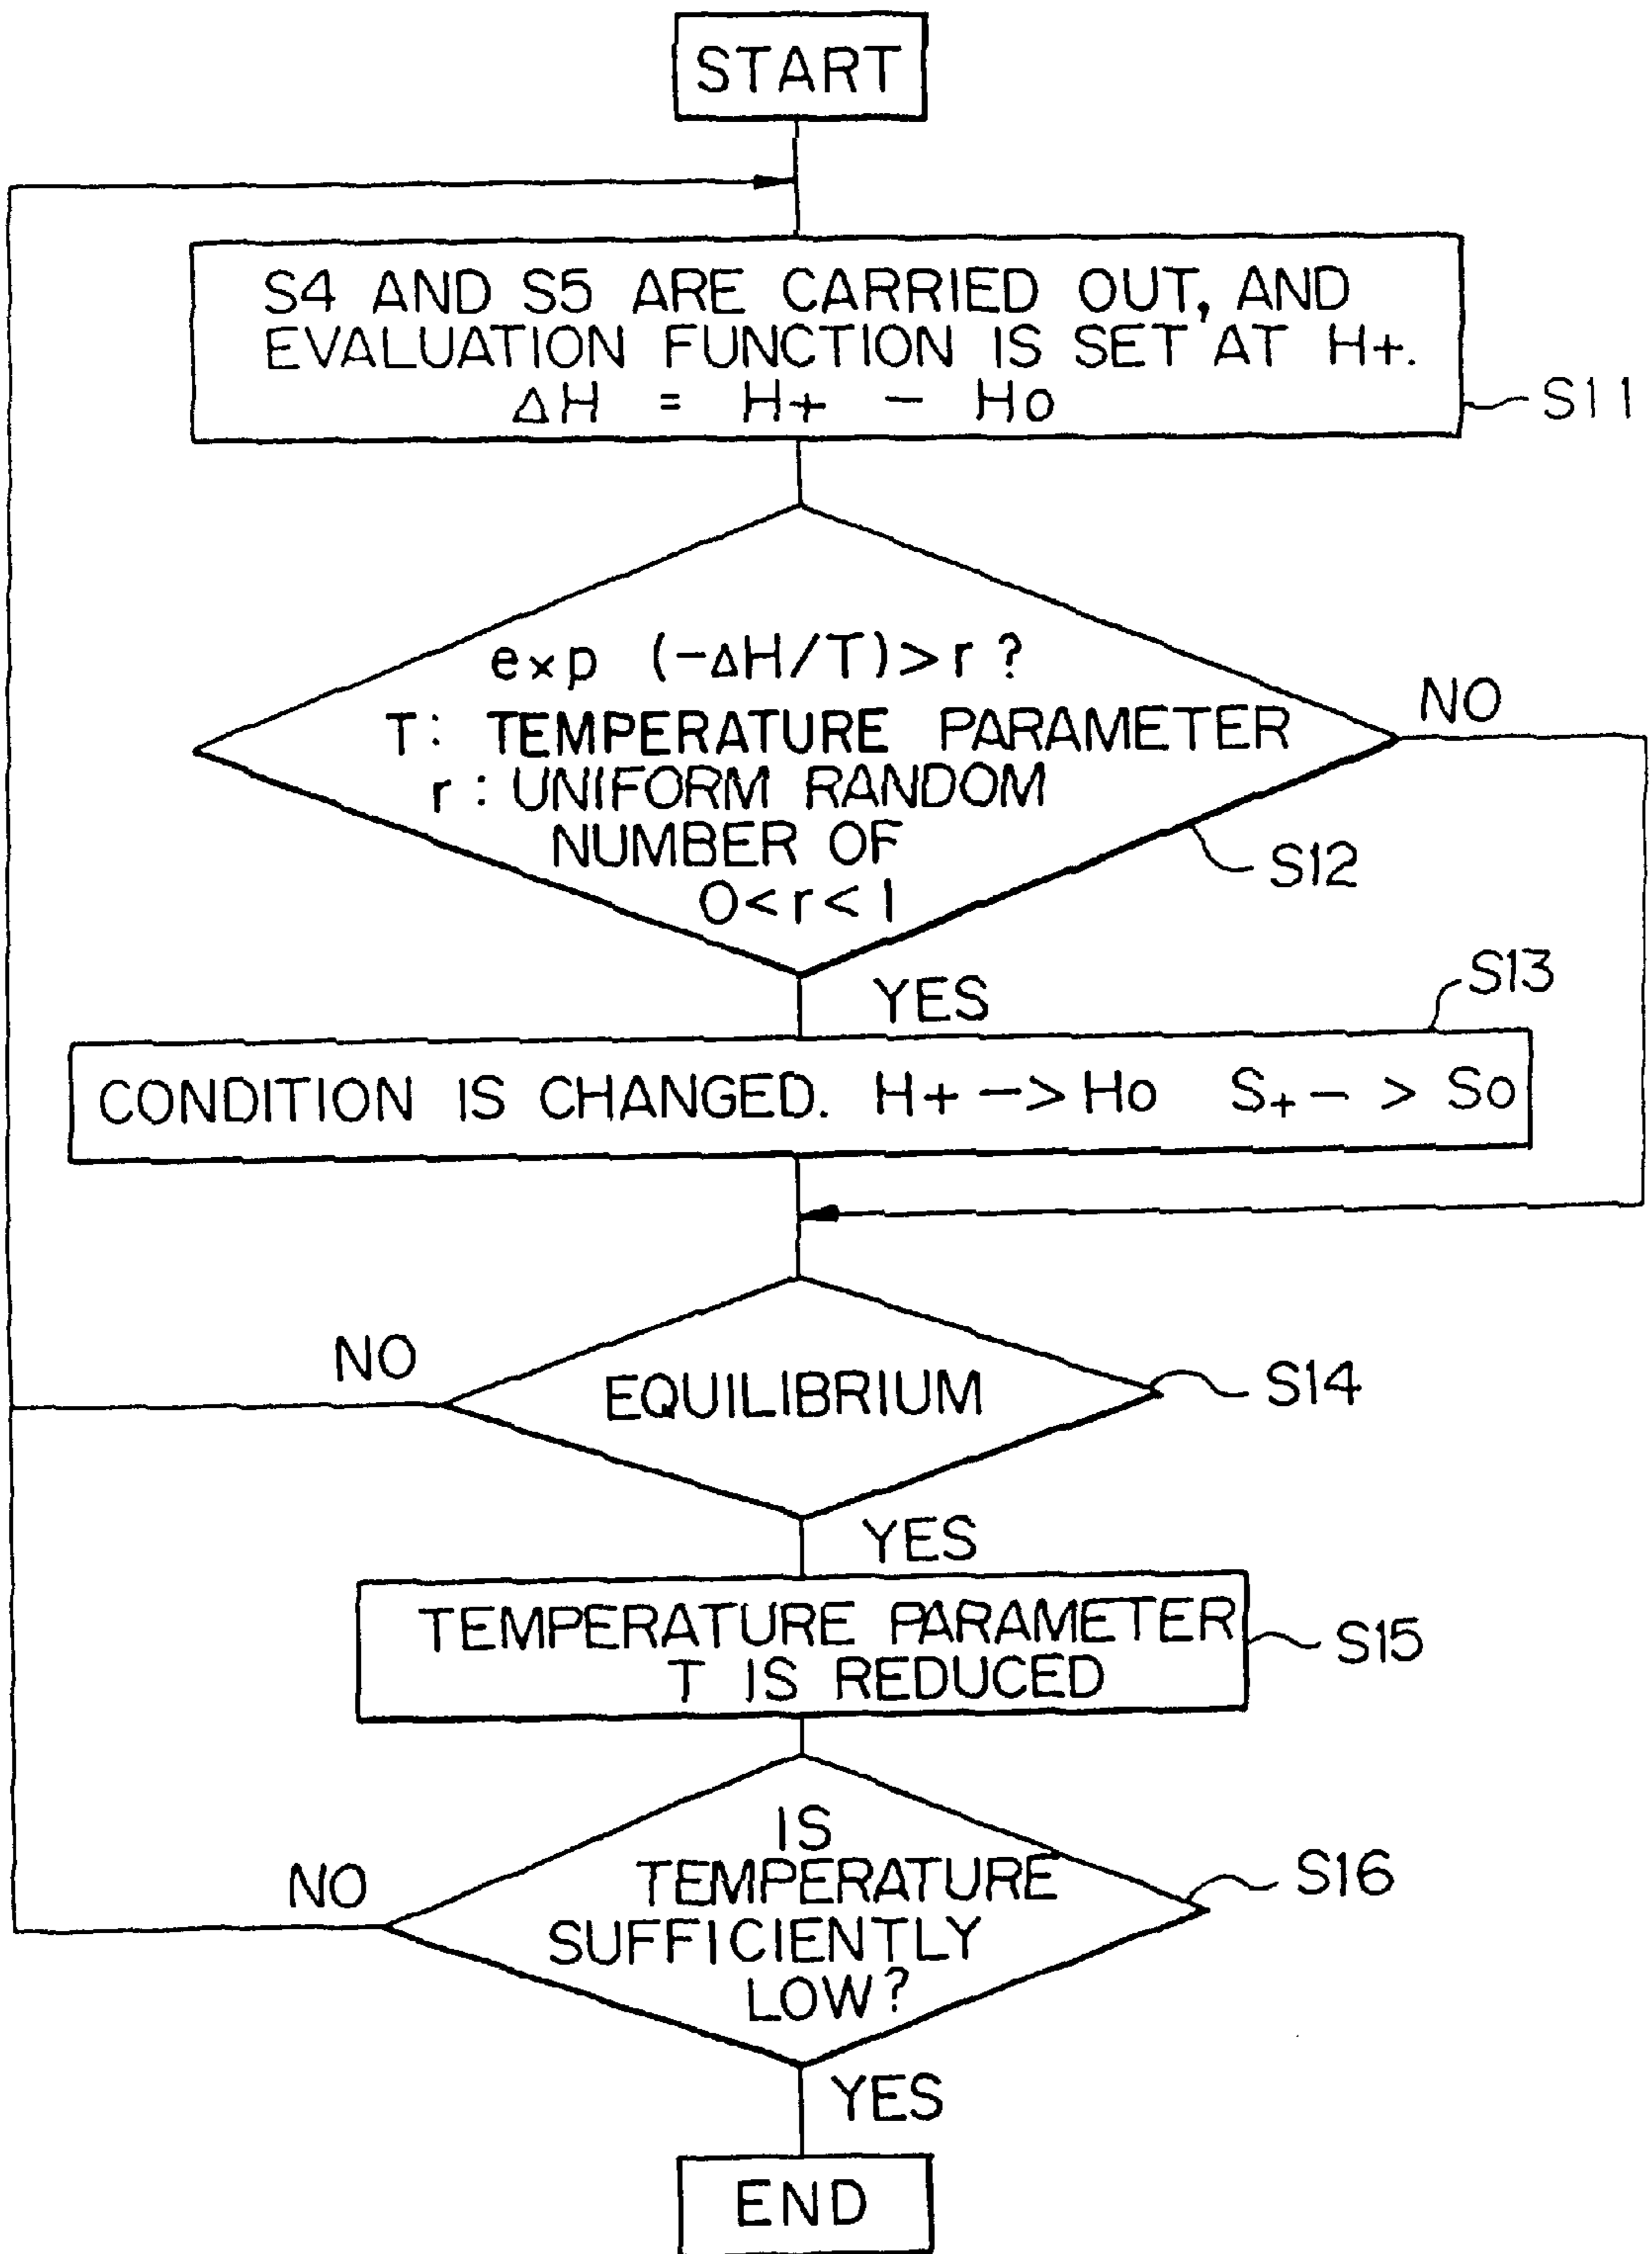 START
S4 AND S5 ARE CARRIED OUT, AND
EVALUATION FUNCTION IS SET AT H+.
ΔH = H+ - Ho
S11
exp (-ΔH/T)>r ?
T: TEMPERATURE PARAMETER
r : UNIFORM RANDOM
NUMBER OF
0<r<1
NO
S12
YES
S13
CONDITION IS CHANGED. H+ -> Ho S+ - > So
NO
EQUILIBRIUM
S14
YES
TEMPERATURE PARAMETER
T IS REDUCED
S15
IS
TEMPERATURE
SUFFICIENTLY
LOW?
NO
S16
YES
END